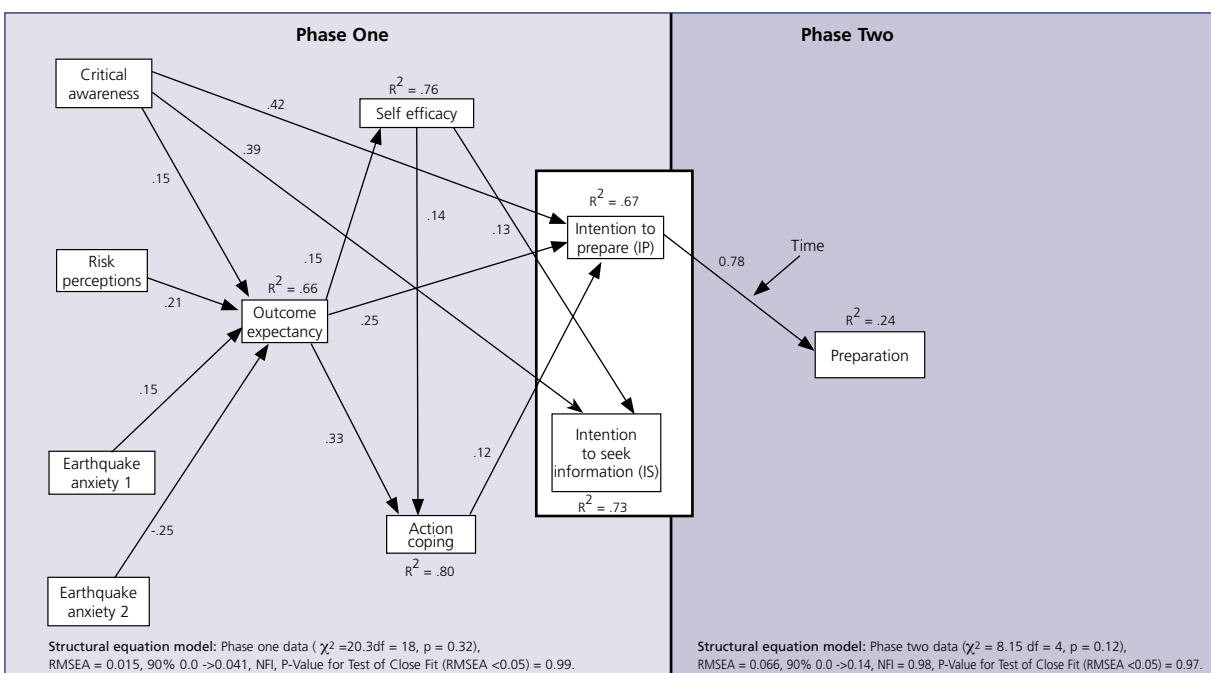 Phase One
Phase Two
Critical
awareness
R² = .76
Self efficacy
.42
.39
.15
.14
.13
R² = .67
Intention to
prepare (IP)
Time
0.78
Risk
perceptions
.21
R² = .66
Outcome
expectancy
.15
.25
R² = .24
Preparation
.15
.33
.12
Earthquake
anxiety 1
Intention
to seek
information (IS)
R² = .73
-.25
Action
coping
R² = .80
Earthquake
anxiety 2
Structural equation model: Phase one data ( χ² =20.3df = 18, p = 0.32),
RMSEA = 0.015, 90% 0.0 ->0.041, NFI, P-Value for Test of Close Fit (RMSEA <0.05) = 0.99.
Structural equation model: Phase two data (χ² = 8.15 df = 4, p = 0.12),
RMSEA = 0.066, 90% 0.0 ->0.14, NFI = 0.98, P-Value for Test of Close Fit (RMSEA <0.05) = 0.97.